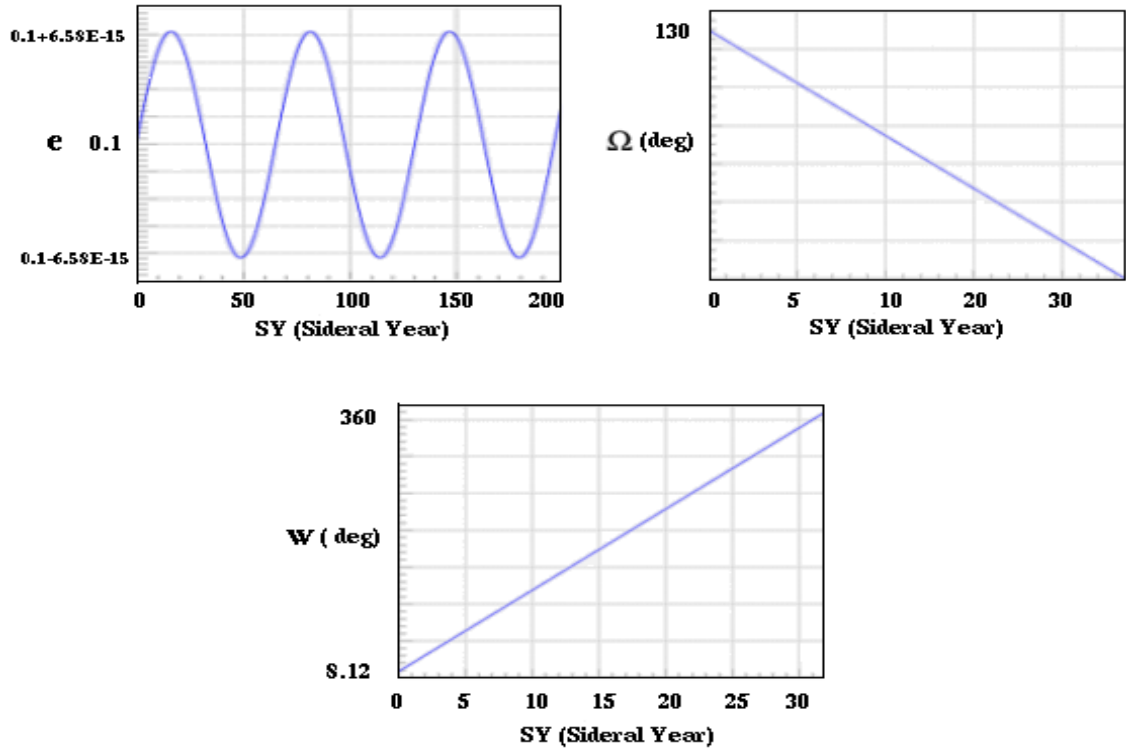 0.1+6.58E-15
e 0.1
0.1-6.58E-15
0 50 100 150 200
SY (Sideral Year)
130
Ω (deg)
0 5 10 20 30
SY (Sideral Year)
360
W ( deg)
8.12
0 5 10 15 20 25 30
SY (Sideral Year)